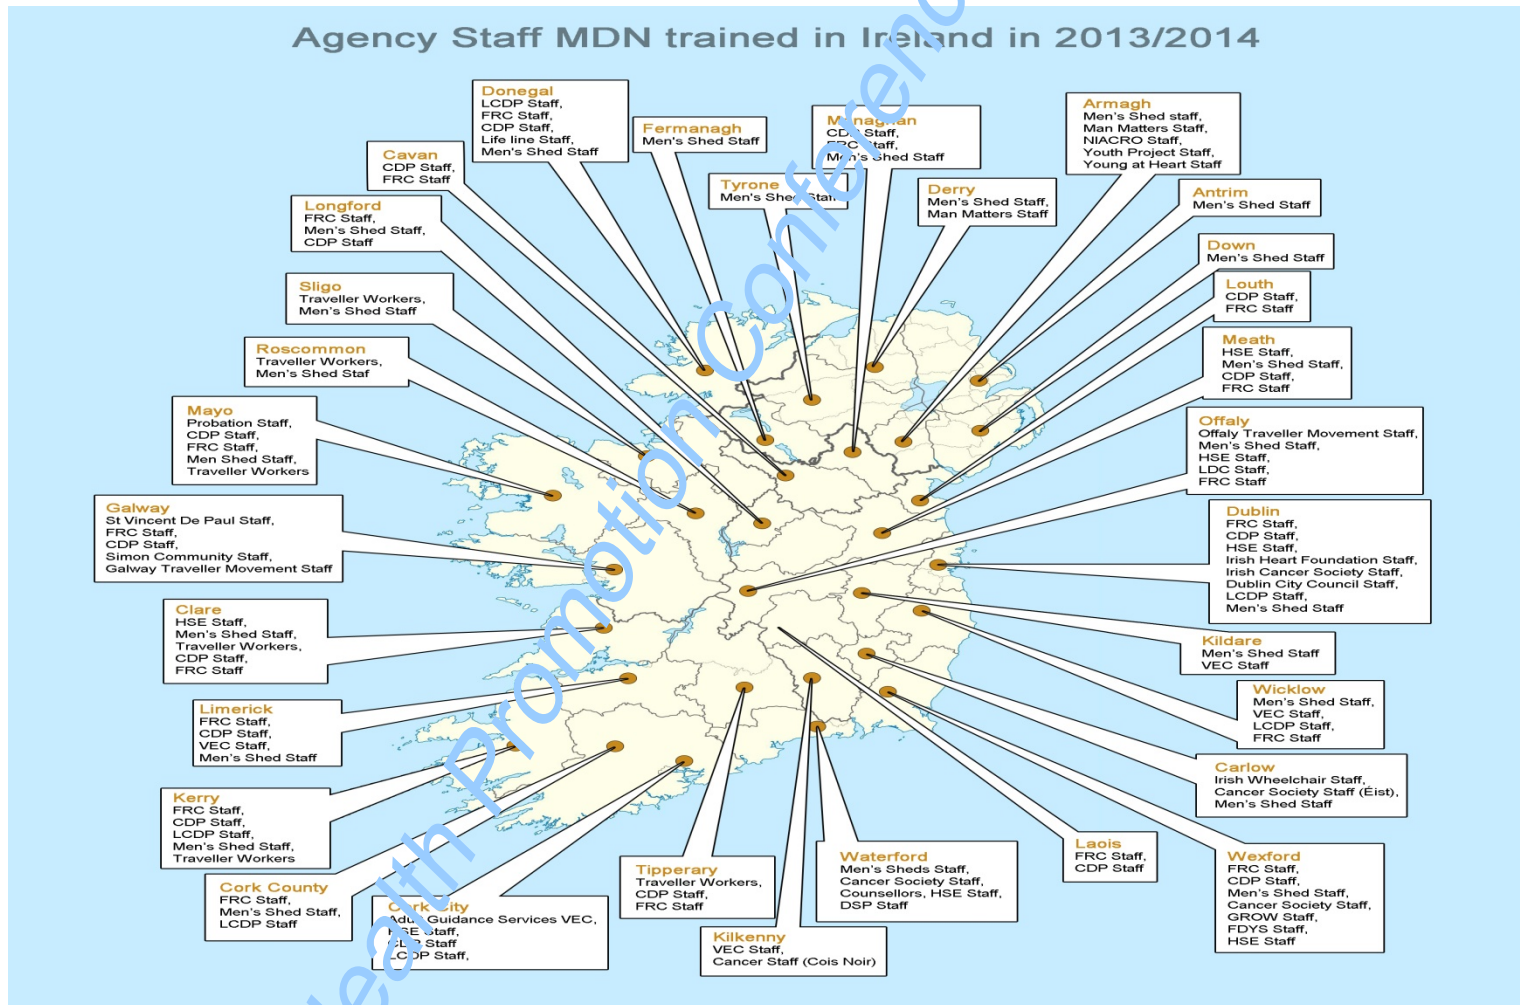 Agency Staff MDN trained in Ireland in 2013/2014
Donegal
LCDP Staff,
FRC Staff,
CDP Staff,
Life line Staff,
Men's Shed Staff
Fermanagh
Men's Shed Staff
Monaghan
CDP Staff,
FRC Staff,
Men's Shed Staff
Armagh
Men's Shed staff,
Man Matters Staff,
NIACRO Staff,
Youth Project Staff,
Young at Heart Staff
Cavan
CDP Staff,
FRC Staff
Tyrone
Men's Shed Staff
Derry
Men's Shed Staff,
Man Matters Staff
Antrim
Men's Shed Staff
Longford
FRC Staff,
Men's Shed Staff,
CDP Staff
Down
Men's Shed Staff
Sligo
Traveller Workers,
Men's Shed Staff
Louth
CDP Staff,
FRC Staff
Roscommon
Traveller Workers,
Men's Shed Staf
Meath
HSE Staff,
Men's Shed Staff,
CDP Staff,
FRC Staff
Mayo
Probation Staff,
CDP Staff,
FRC Staff,
Men Shed Staff,
Traveller Workers
Offaly
Offaly Traveller Movement Staff,
Men's Shed Staff,
HSE Staff,
LDC Staff,
FRC Staff
Galway
St Vincent De Paul Staff,
FRC Staff,
CDP Staff,
Simon Community Staff,
Galway Traveller Movement Staff
Dublin
FRC Staff,
CDP Staff,
HSE Staff,
Irish Heart Foundation Staff,
Irish Cancer Society Staff,
Dublin City Council Staff,
LCDP Staff,
Men's Shed Staff
Clare
HSE Staff,
Men's Shed Staff,
Traveller Workers,
CDP Staff,
FRC Staff
Kildare
Men's Shed Staff
VEC Staff
Limerick
FRC Staff,
CDP Staff,
VEC Staff,
Men's Shed Staff
Wicklow
Men's Shed Staff,
VEC Staff,
LCDP Staff,
FRC Staff
Carlow
Irish Wheelchair Staff,
Cancer Society Staff (Éist),
Men's Shed Staff
Kerry
FRC Staff,
CDP Staff,
LCDP Staff,
Men's Shed Staff,
Traveller Workers
Cork County
FRC Staff,
Men's Shed Staff,
LCDP Staff
Cork City
Adult Guidance Services VEC,
HSE Staff,
CDP Staff
LCDP Staff,
Tipperary
Traveller Workers,
CDP Staff,
FRC Staff
Kilkenny
VEC Staff,
Cancer Staff (Cois Noir)
Waterford
Men's Sheds Staff,
Cancer Society Staff,
Counsellors, HSE Staff,
DSP Staff
Laois
FRC Staff,
CDP Staff
Wexford
FRC Staff,
CDP Staff,
Men's Shed Staff,
Cancer Society Staff,
GROW Staff,
FDYS Staff,
HSE Staff
Health Promotion Conference